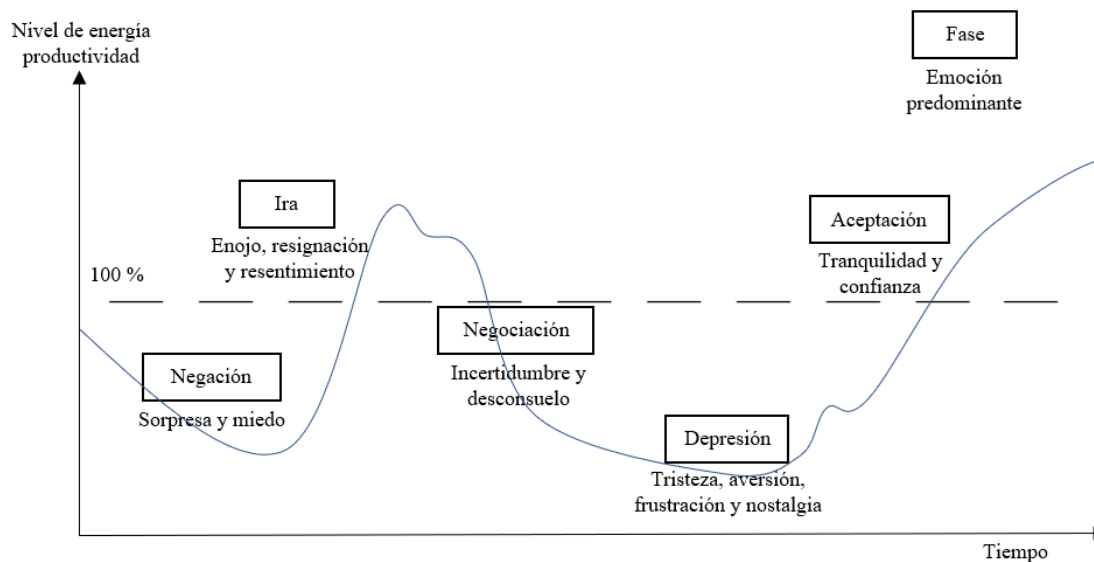 Nivel de energía
productividad
Fase
Emoción
predominante
Ira
Enojo, resignación
y resentimiento
Aceptación
Tranquilidad y
confianza
100 %
Negociación
Incertidumbre y
desconsuelo
Negación
Sorpresa y miedo
Depresión
Tristeza, aversión,
frustración y nostalgia
Tiempo